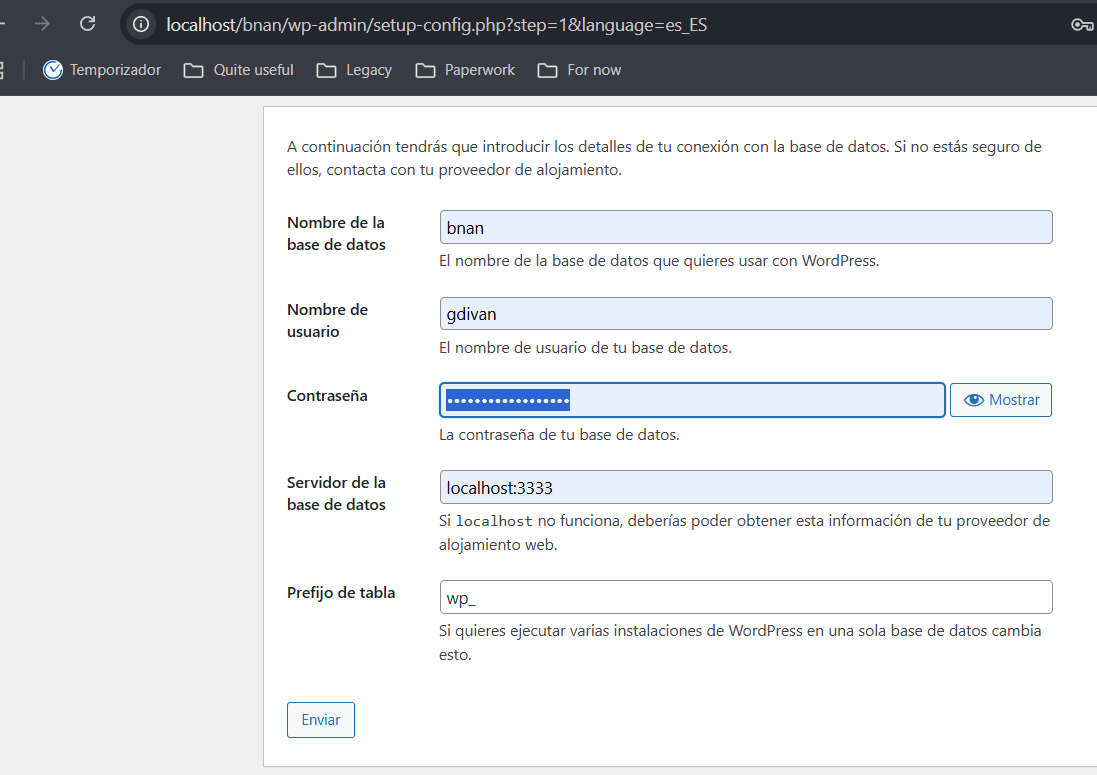 localhost/bnan/wp-admin/setup-config.php?step=1&language=es_ES
Temporizador Quite useful Legacy Paperwork For now
A continuación tendrás que introducir los detalles de tu conexión con la base de datos. Si no estás seguro de
ellos, contacta con tu proveedor de alojamiento.
Nombre de la
base de datos
bnan
El nombre de la base de datos que quieres usar con WordPress.
Nombre de
usuario
gdivan
El nombre de usuario de tu base de datos.
Contraseña
•••••••••••••••••• Mostrar
La contraseña de tu base de datos.
Servidor de la
base de datos
localhost:3333
Si localhost no funciona, deberías poder obtener esta información de tu proveedor de
alojamiento web.
Prefijo de tabla
wp_
Si quieres ejecutar varias instalaciones de WordPress en una sola base de datos cambia
esto.
Enviar